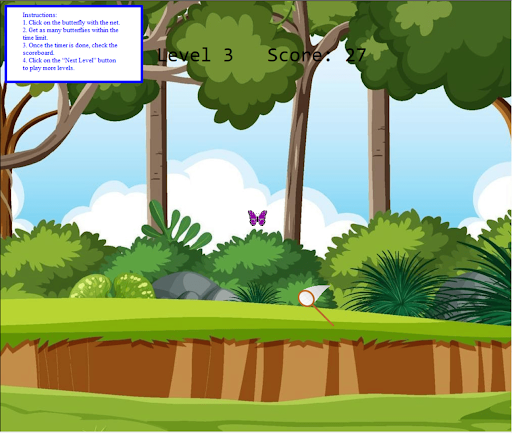 Instructions:
1. Click on the butterfly with the net.
2. Get as many butterflies within the
time limit.
3. Once the timer is done, check the
scoreboard.
4. Click on the "Next Level" button
to play more levels.
Level 3 Score: 27